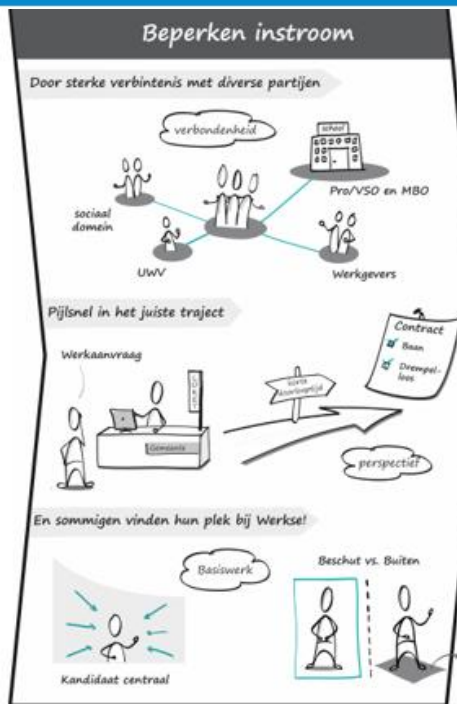 Beperken instroom
Door sterke verbintenis met diverse partijen
verbondenheid
school
Pro/VSO en MBO
sociaal
domein
UWV
Werkgevers
Pijlsnel in het juiste traject
Werkaanvraag
LOKET
Gemeente
korte
doorlooptijd
Contract
Baan
Drempel-
loos
perspectief
En sommigen vinden hun plek bij Werkse!
Basiswerk
Beschut vs. Buiten
Kandidaat centraal